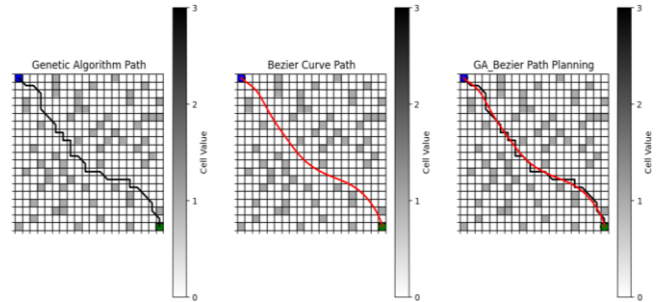 Genetic Algorithm Path
3
2
1
0
Cell Value
Bezier Curve Path
3
2
1
0
Cell Value
GA_Bezier Path Planning
3
2
1
0
Cell Value